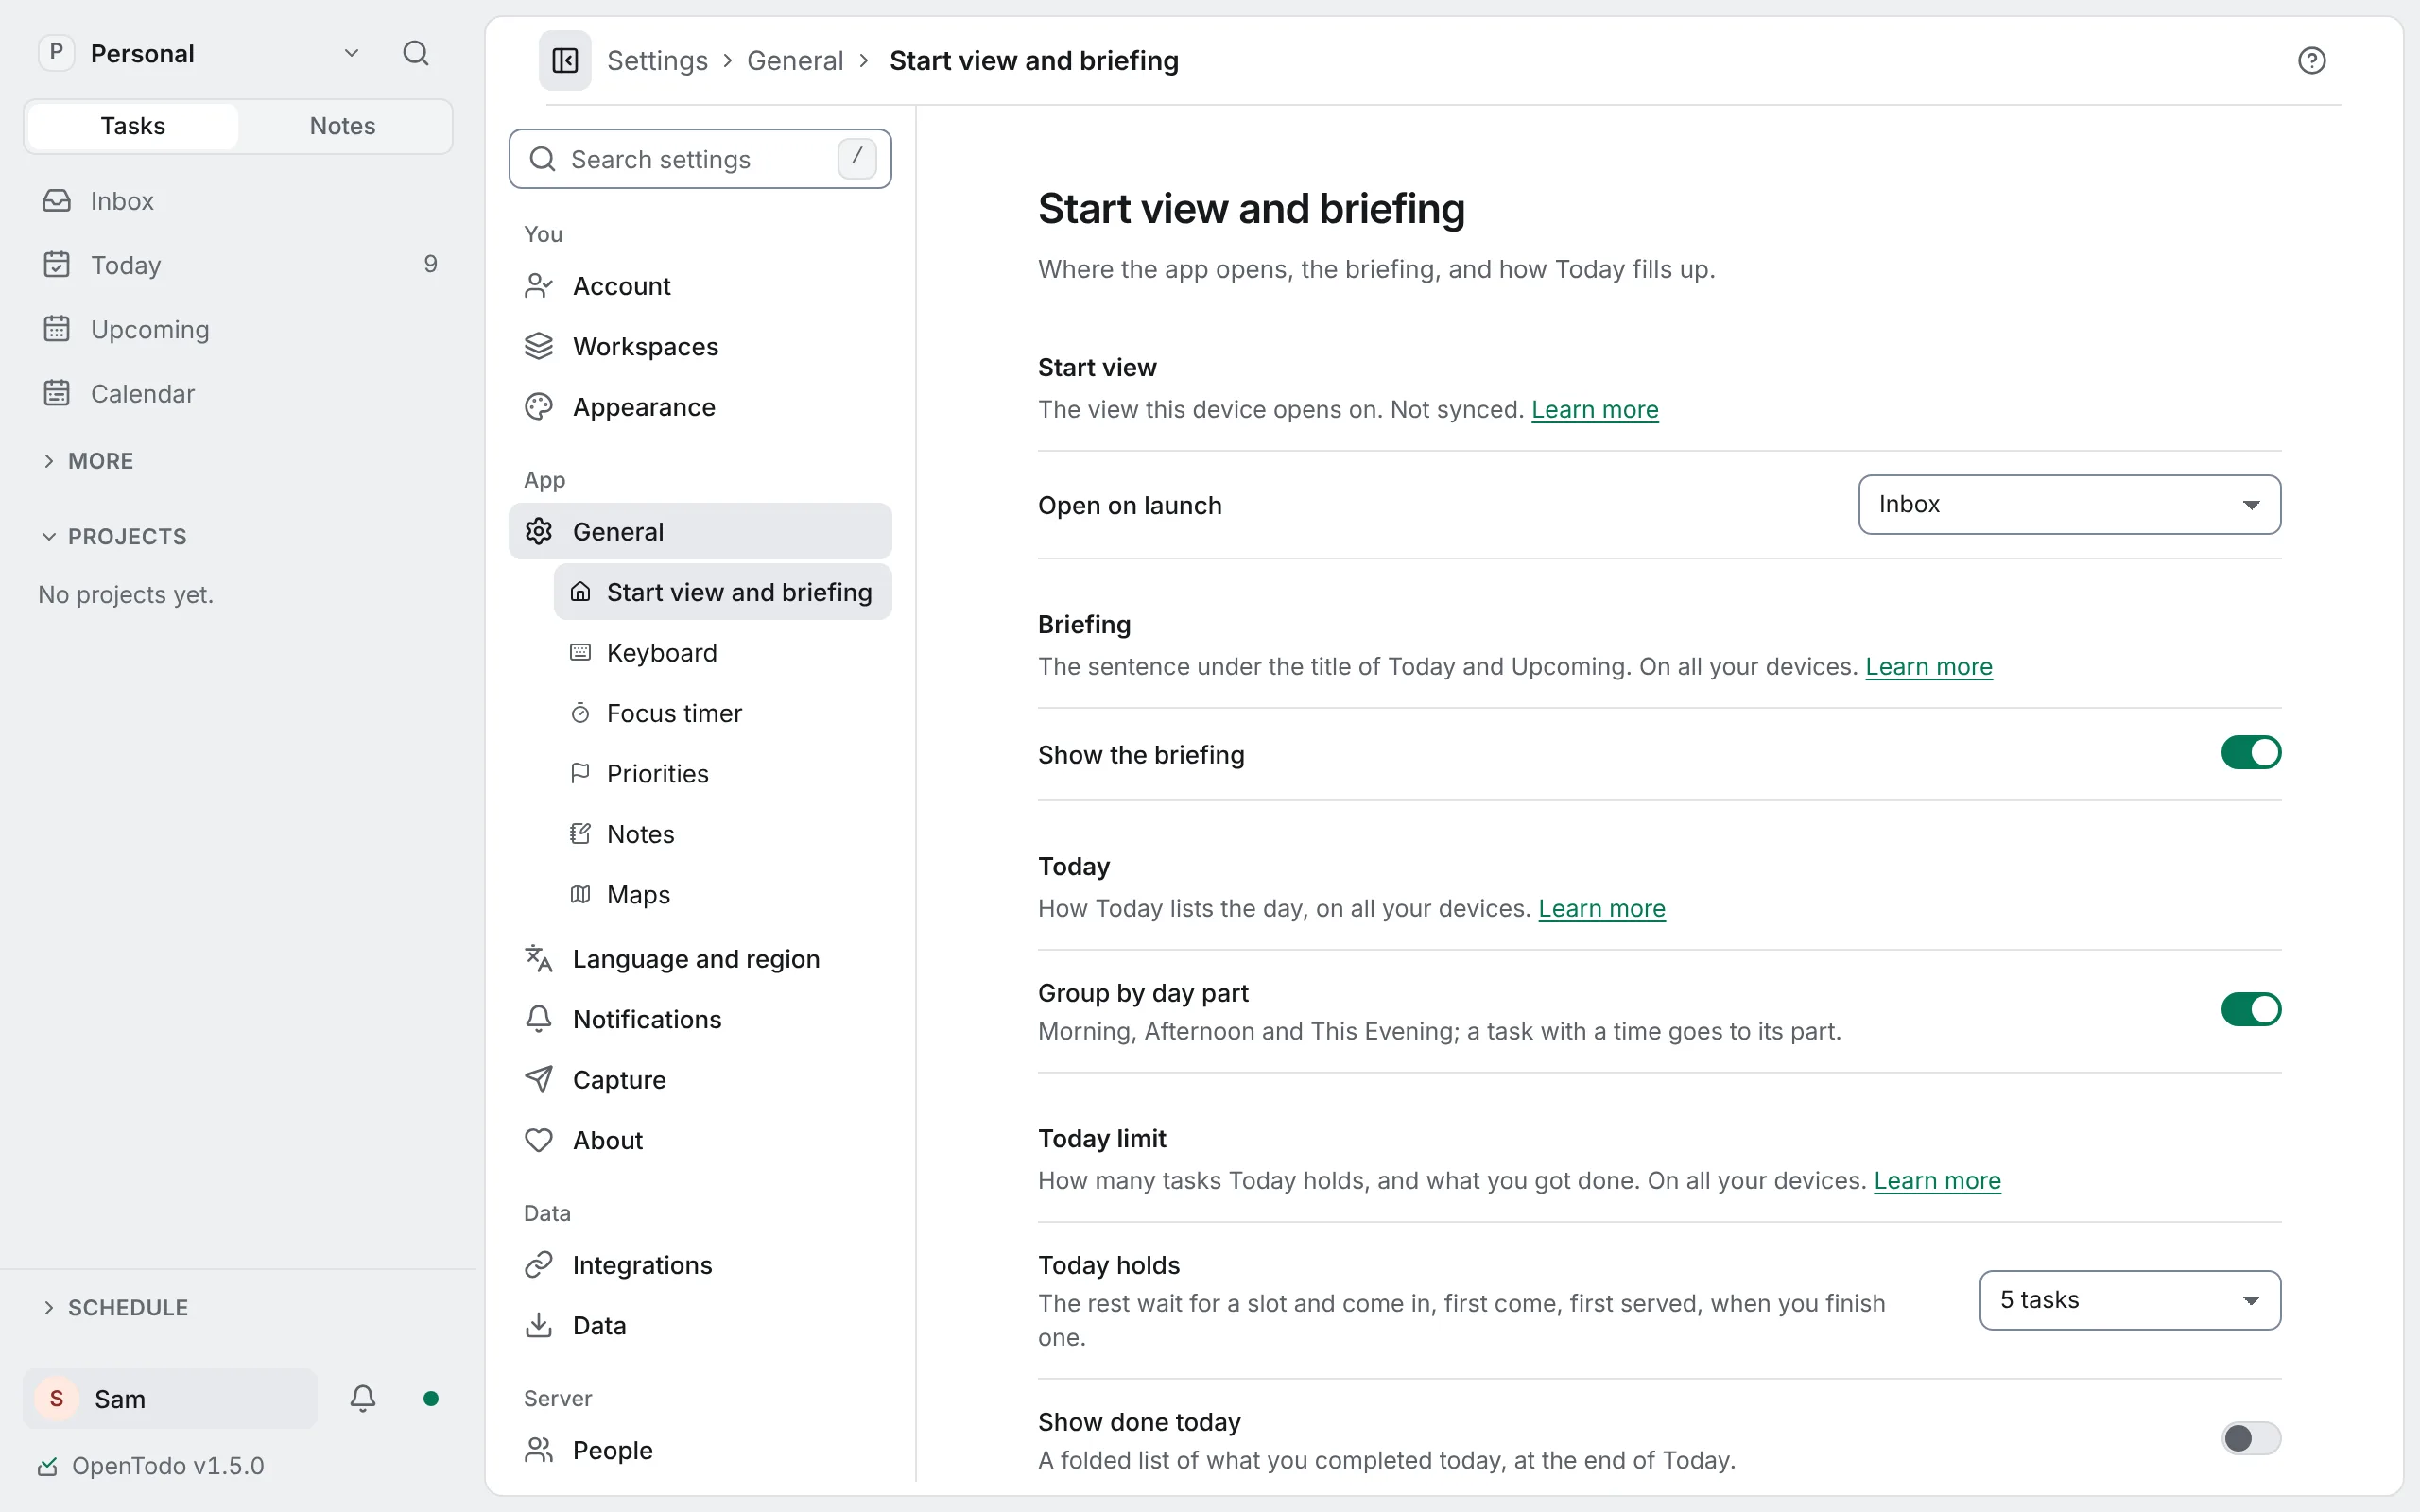 P Personal
Tasks Notes
Inbox
Today 9
Upcoming
Calendar
MORE
PROJECTS
No projects yet.
SCHEDULE
S Sam
OpenTodo v1.5.0
Settings > General > Start view and briefing
Search settings /
You
Account
Workspaces
Appearance
App
General
Start view and briefing
Keyboard
Focus timer
Priorities
Notes
Maps
Language and region
Notifications
Capture
About
Data
Integrations
Data
Server
People
Start view and briefing
Where the app opens, the briefing, and how Today fills up.
Start view
The view this device opens on. Not synced. Learn more
Open on launch Inbox
Briefing
The sentence under the title of Today and Upcoming. On all your devices. Learn more
Show the briefing
Today
How Today lists the day, on all your devices. Learn more
Group by day part
Morning, Afternoon and This Evening; a task with a time goes to its part.
Today limit
How many tasks Today holds, and what you got done. On all your devices. Learn more
Today holds
The rest wait for a slot and come in, first come, first served, when you finish
one.
5 tasks
Show done today
A folded list of what you completed today, at the end of Today.